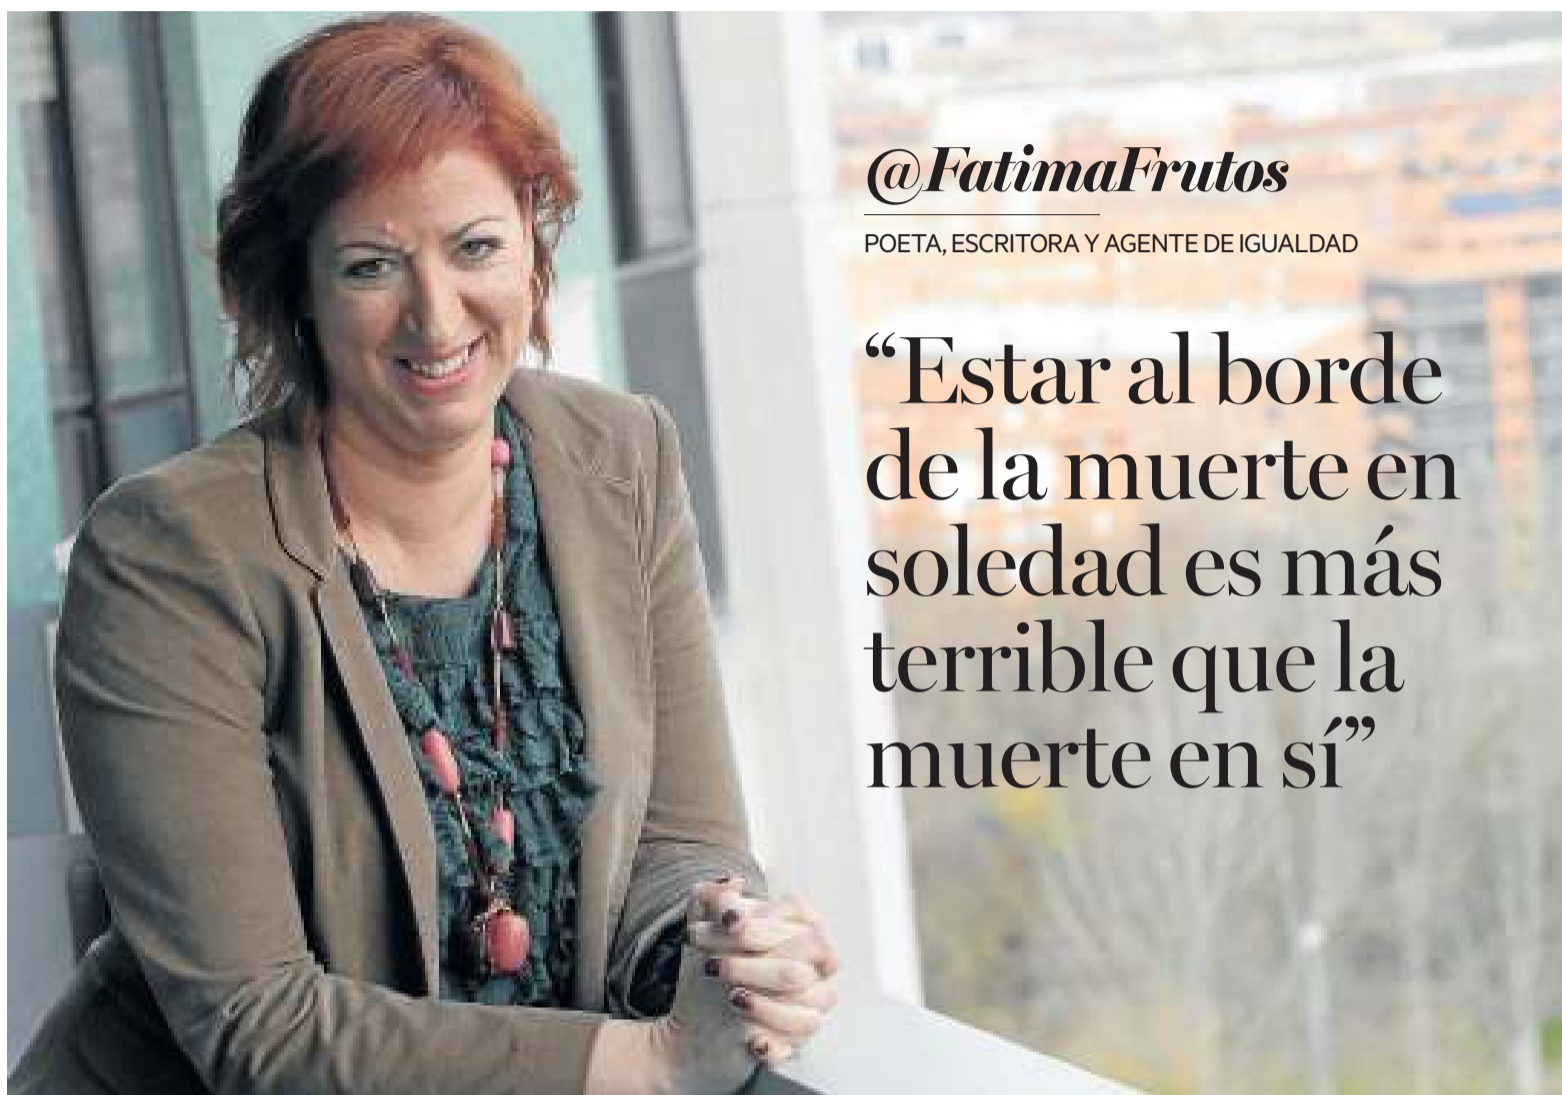 @FatimaFrutos
POETA, ESCRITORA Y AGENTE DE IGUALDAD
“Estar al borde
de la muerte en
soledad es más
terrible que la
muerte en sí”